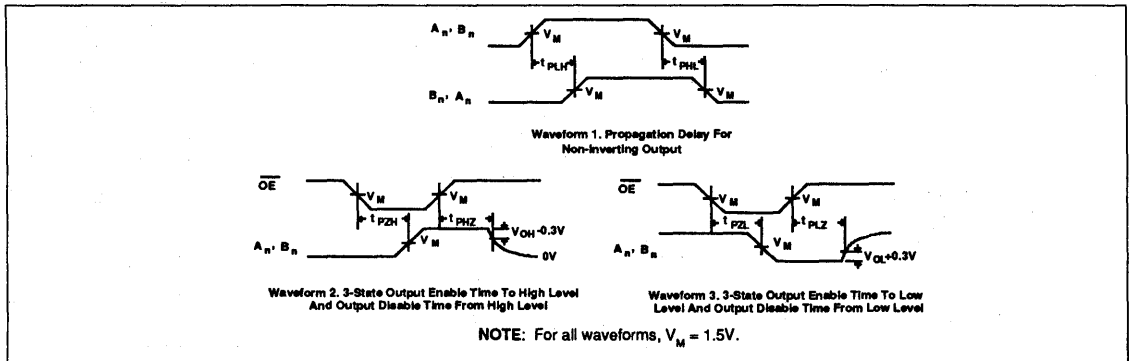 An, Bn VM VM
tPLH tPHL
Bn, An VM VM
Waveform 1. Propagation Delay For
Non-Inverting Output
OE VM VM
tPZH tPHZ
VOH-0.3V
An, Bn VM 0V
Waveform 2. 3-State Output Enable Time To High Level
And Output Disable Time From High Level
OE VM VM
tPZL tPLZ
An, Bn VM VOL+0.3V
Waveform 3. 3-State Output Enable Time To Low
Level And Output Disable Time From Low Level
NOTE: For all waveforms, VM = 1.5V.